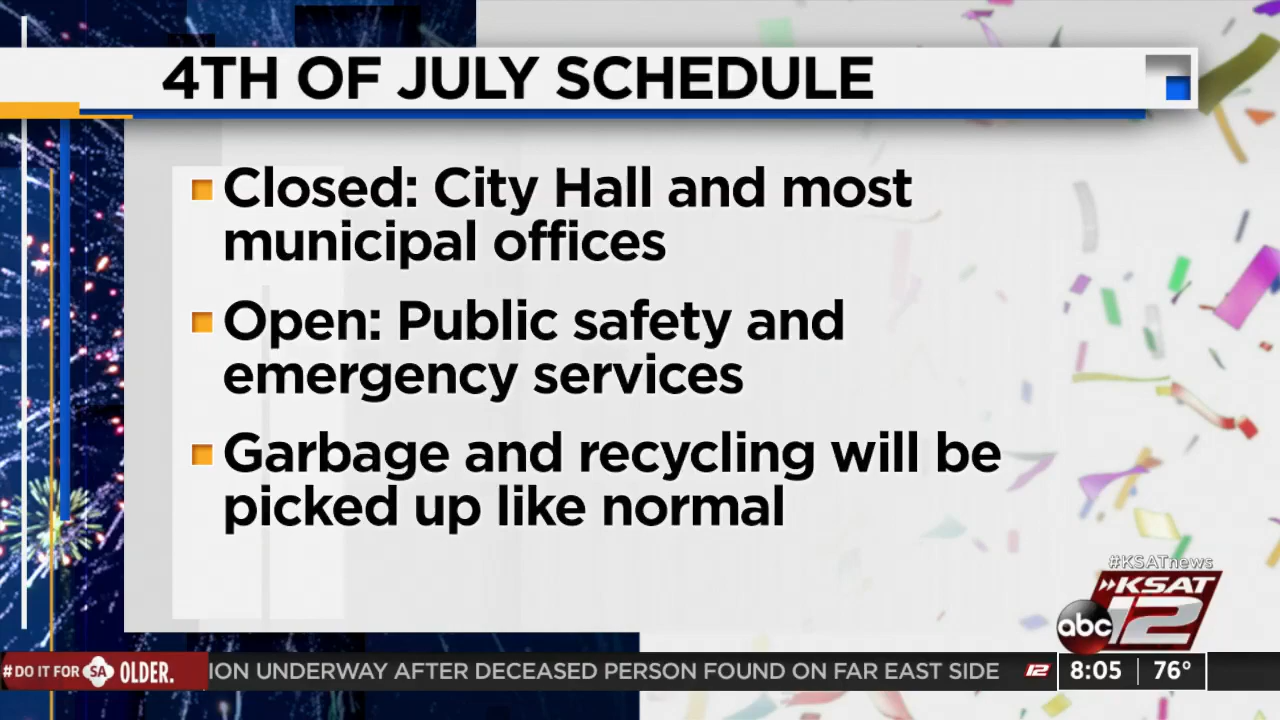 4TH OF JULY SCHEDULE
Closed: City Hall and most
municipal offices
Open: Public safety and
emergency services
Garbage and recycling will be
picked up like normal
#KSATnews
KSAT
abc 12
#DO IT FOR SA OLDER.
ION UNDERWAY AFTER DECEASED PERSON FOUND ON FAR EAST SIDE 12
8:05 76°